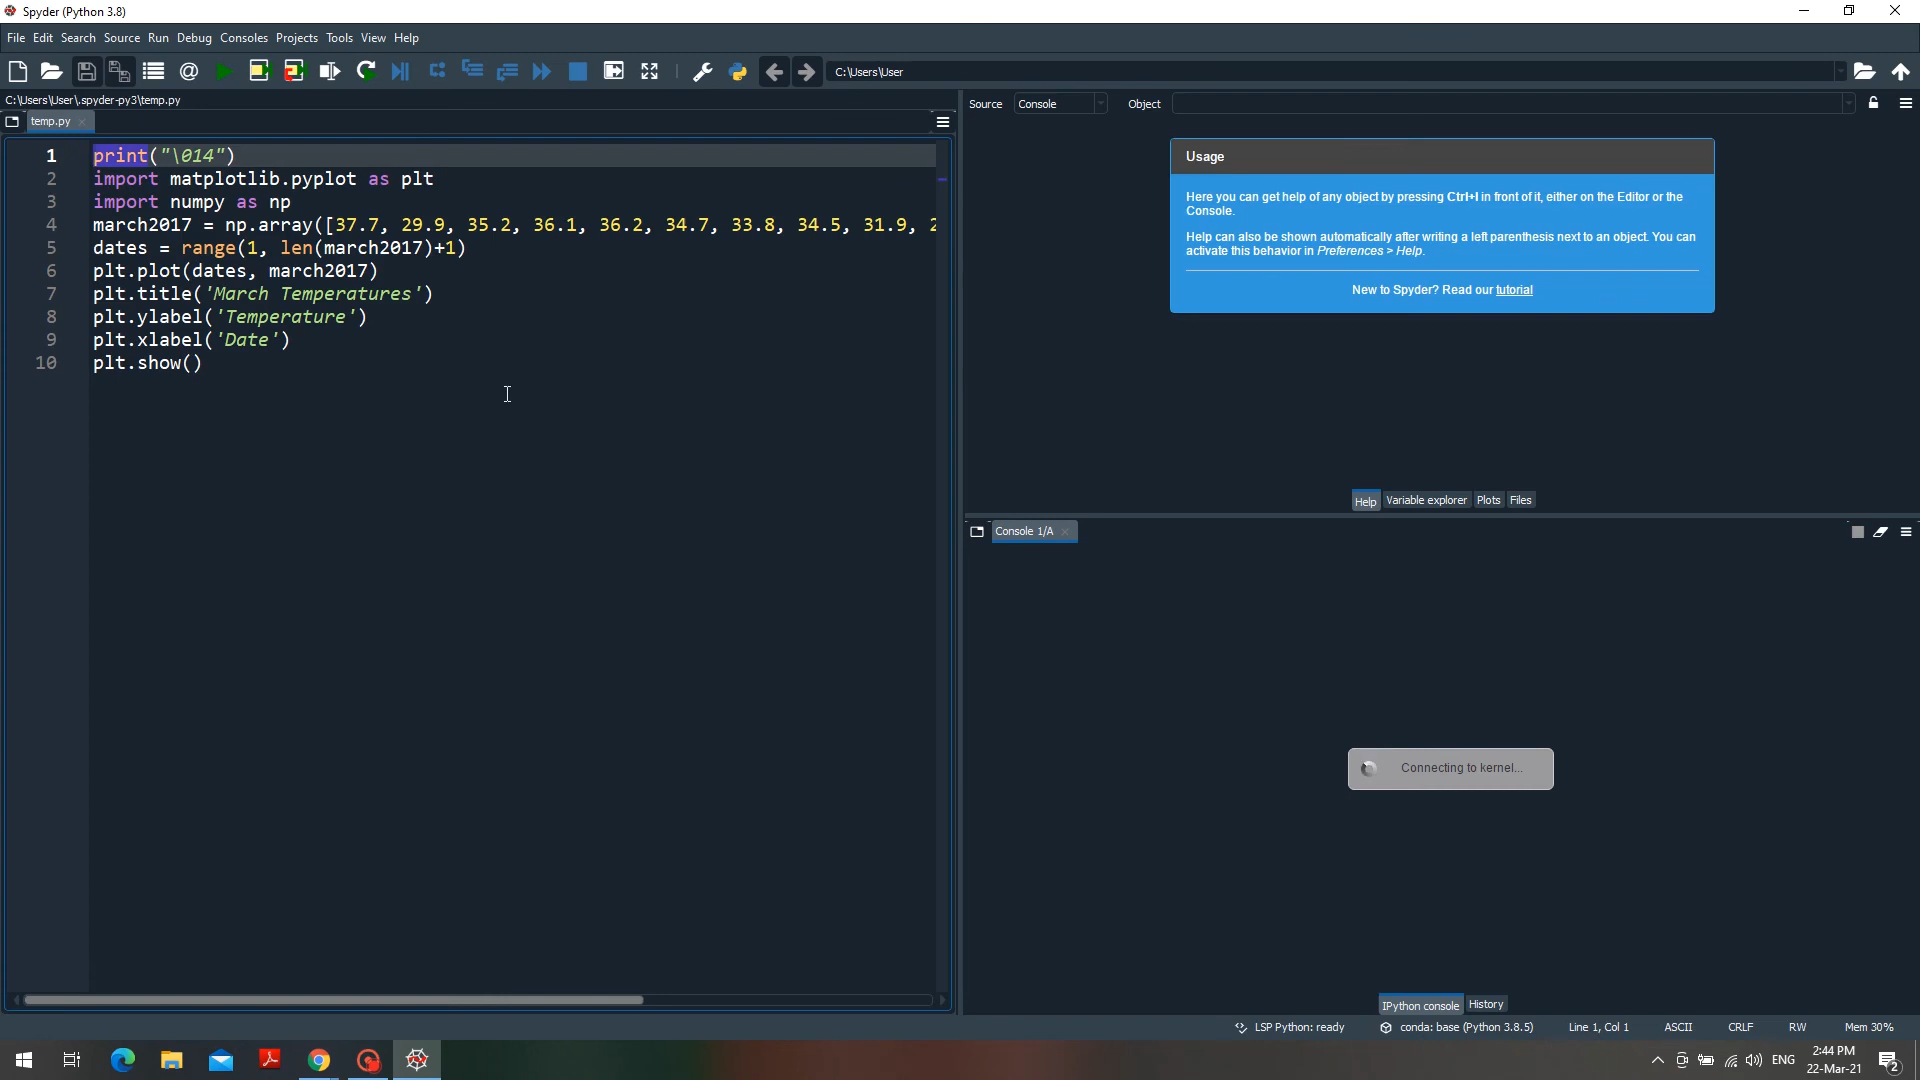 Spyder (Python 3.8)
File Edit Search Source Run Debug Consoles Projects Tools View Help
C:\Users\User
C:\Users\User\.spyder-py3\temp.py
temp.py
1 print("\014")
2 import matplotlib.pyplot as plt
3 import numpy as np
4 march2017 = np.array([37.7, 29.9, 35.2, 36.1, 36.2, 34.7, 33.8, 34.5, 31.9, 2
5 dates = range(1, len(march2017)+1)
6 plt.plot(dates, march2017)
7 plt.title('March Temperatures')
8 plt.ylabel('Temperature')
9 plt.xlabel('Date')
10 plt.show()
Source Console Object
Usage
Here you can get help of any object by pressing Ctrl+I in front of it, either on the Editor or the
Console.
Help can also be shown automatically after writing a left parenthesis next to an object. You can
activate this behavior in Preferences > Help.
New to Spyder? Read our tutorial
Help Variable explorer Plots Files
Console 1/A
Connecting to kernel...
IPython console History
LSP Python: ready conda: base (Python 3.8.5) Line 1, Col 1 ASCII CRLF RW Mem 30%
ENG
2:44 PM
22-Mar-21
2